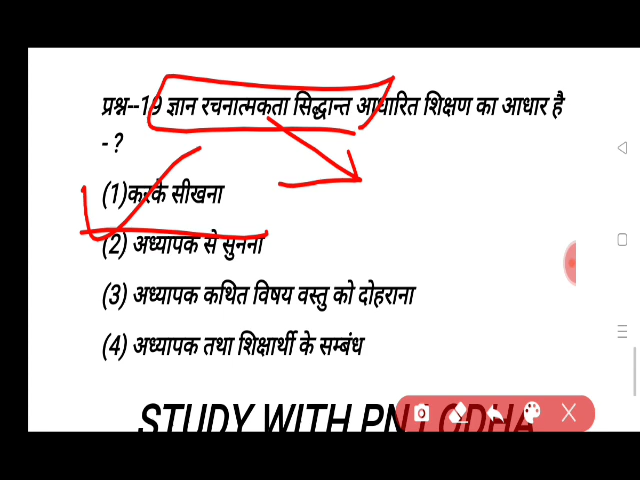 प्रश्न--19 ज्ञान रचनात्मकता सिद्धान्त आधारित शिक्षण का आधार है
- ?
(1)करके सीखना
(2) अध्यापक से सुनना
(3) अध्यापक कथित विषय वस्तु को दोहराना
(4) अध्यापक तथा शिक्षार्थी के सम्बंध
STUDY WITH PN LODHA